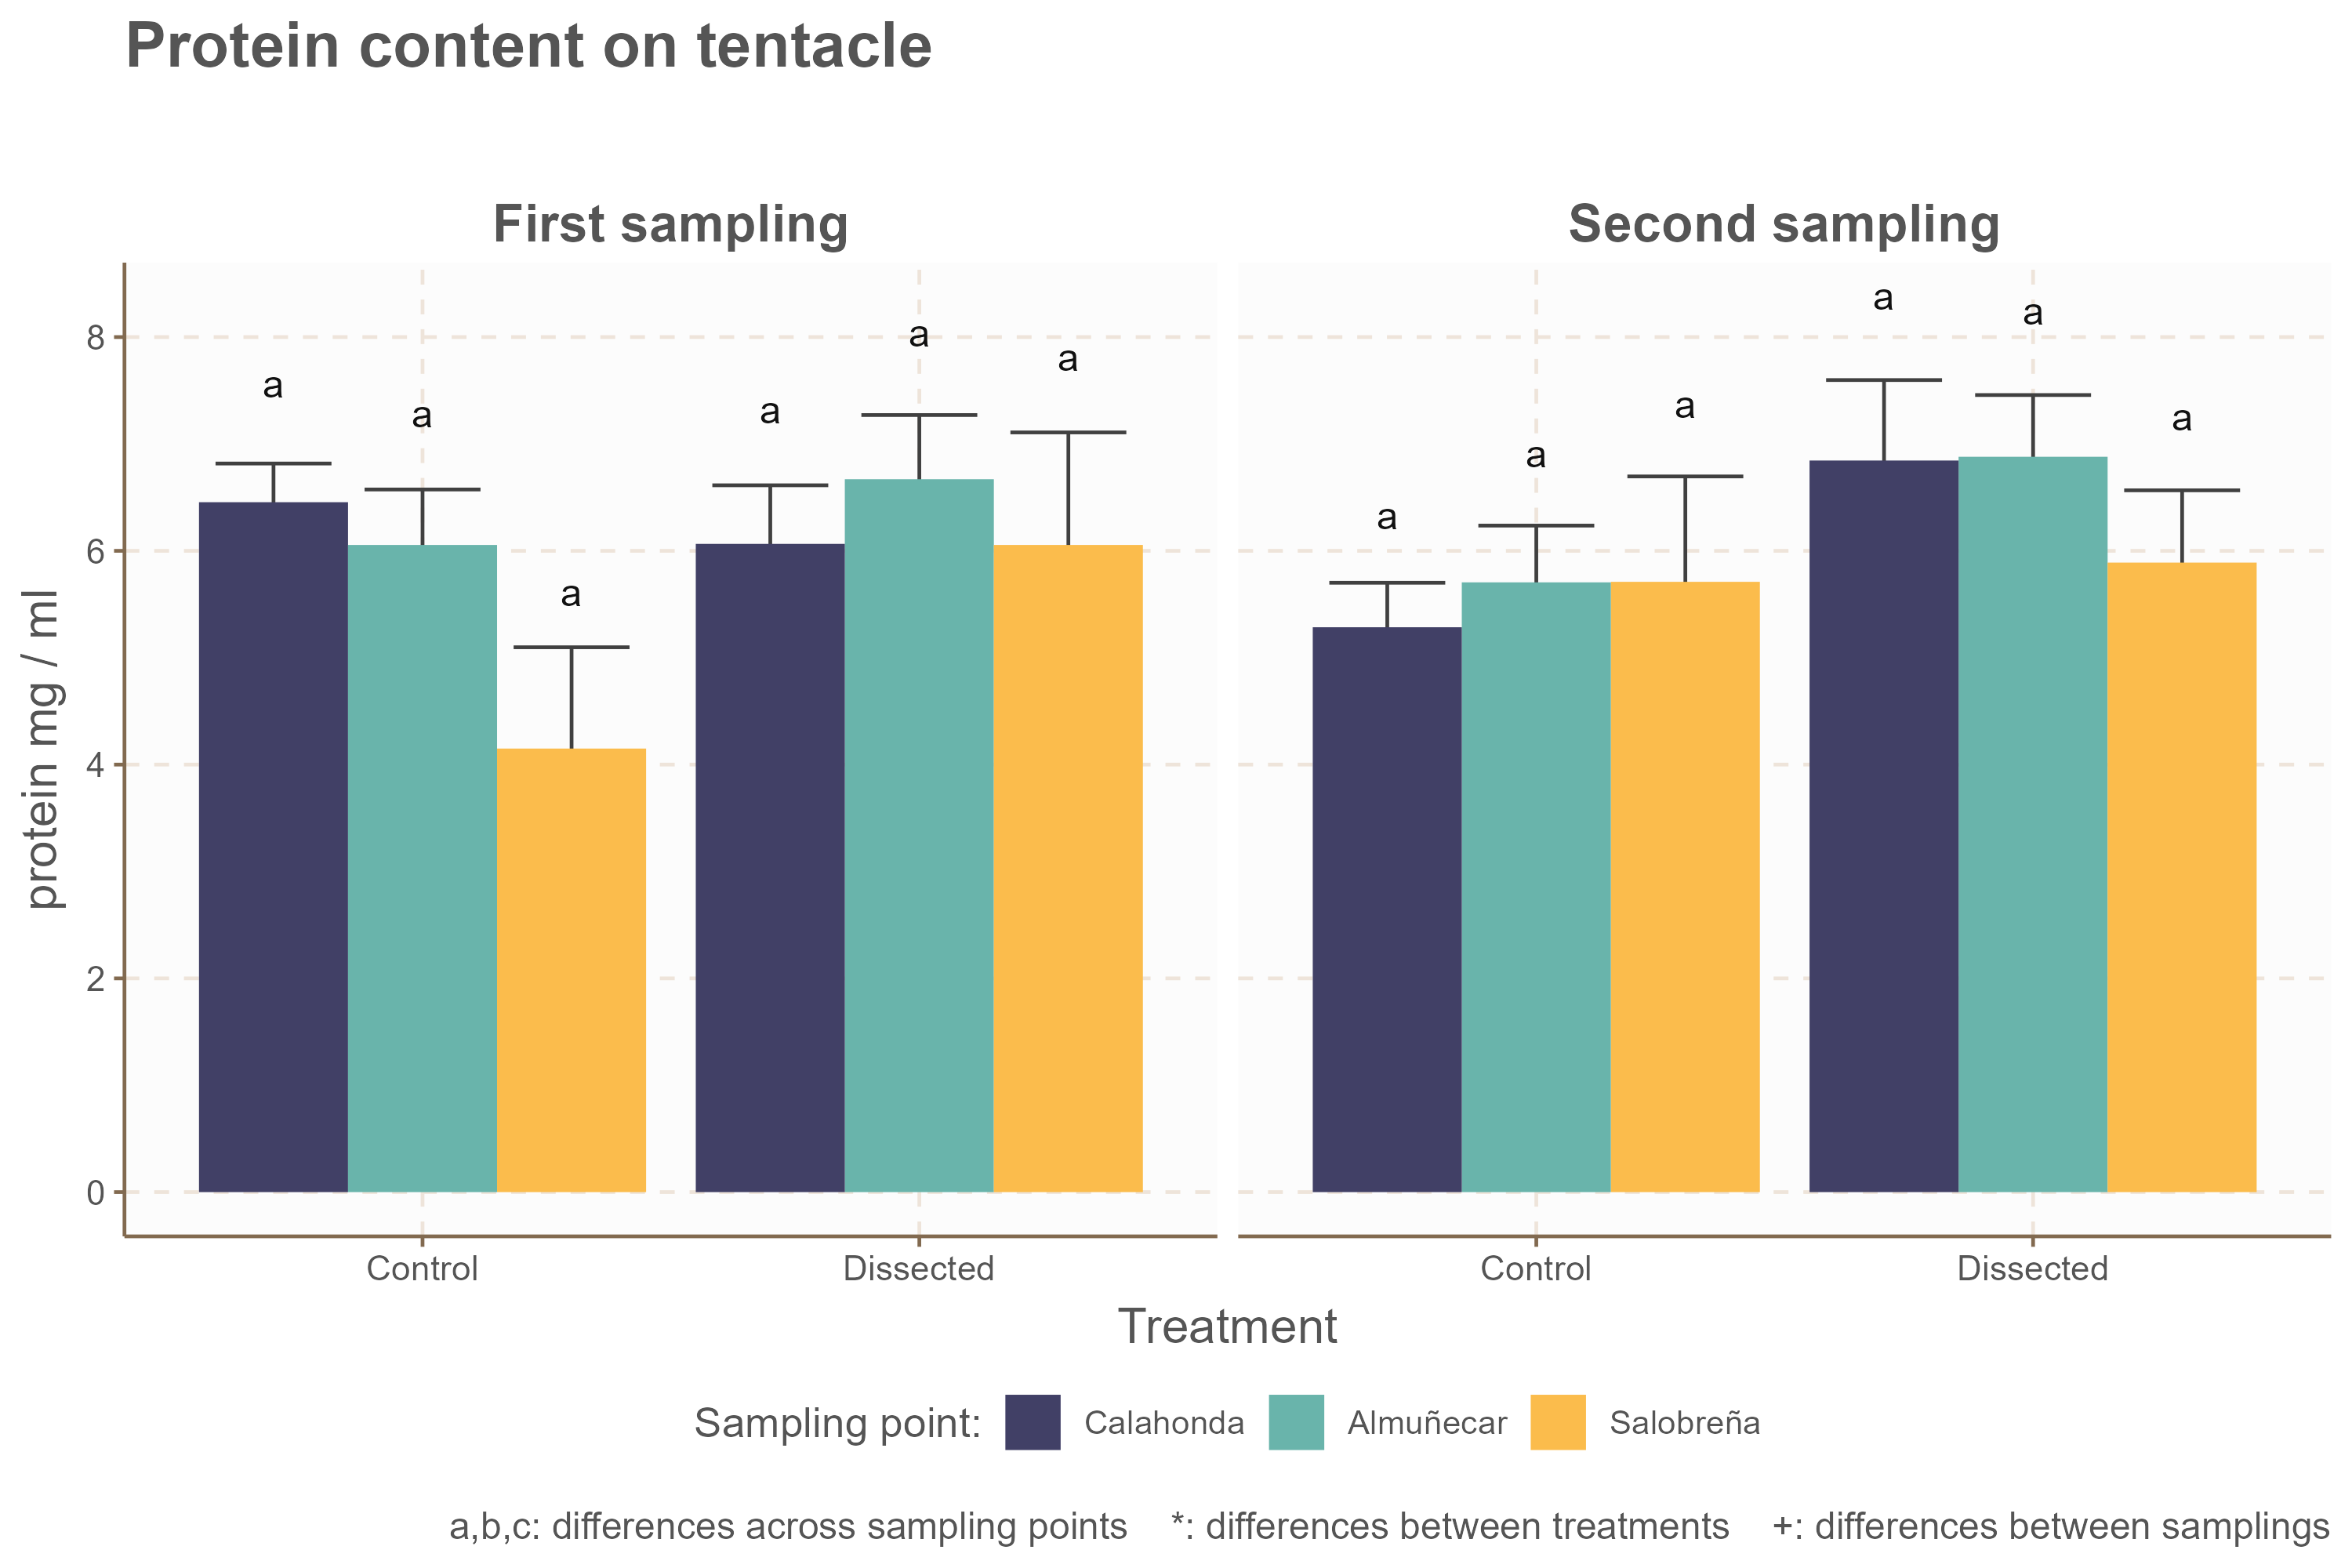 Protein content on tentacle
First sampling
Second sampling
protein mg / ml
8
6
4
2
0
a
a
a
a
a
a
a
a
a
a
a
a
Control
Dissected
Control
Dissected
Treatment
Sampling point: Calahonda Almuñecar Salobreña
a,b,c: differences across sampling points *: differences between treatments +: differences between samplings